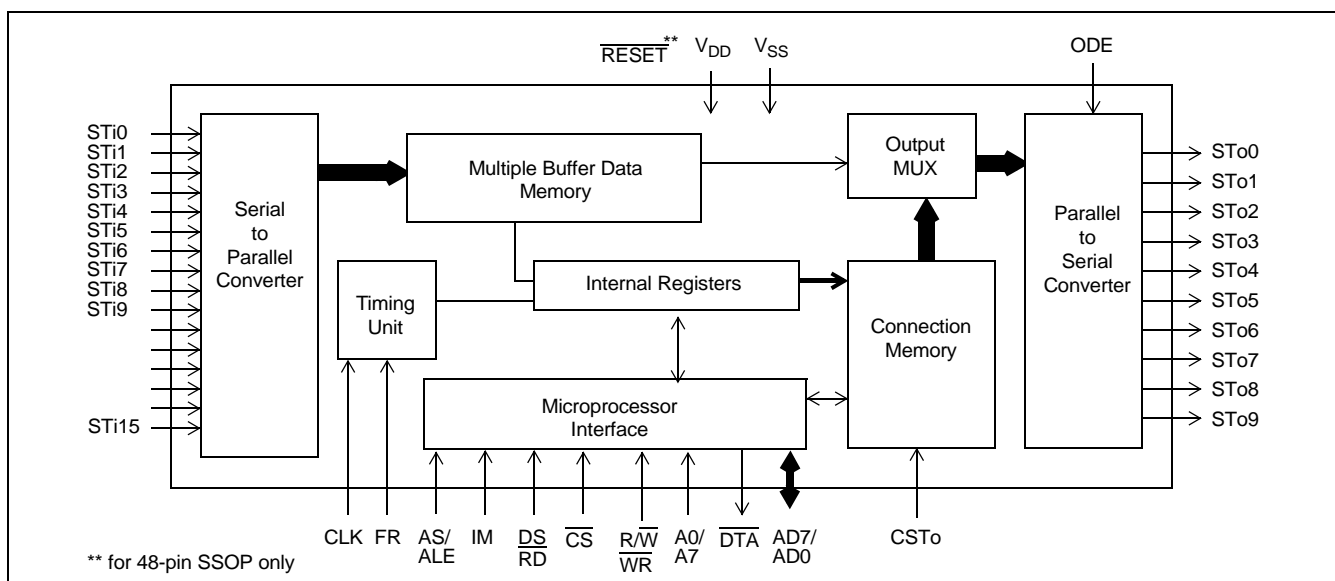 RESET**
VDD
VSS
ODE
STi0
STi1
STi2
STi3
STi4
STi5
STi6
STi7
STi8
STi9
STi15
Serial
to
Parallel
Converter
Multiple Buffer Data
Memory
Output
MUX
Parallel
to
Serial
Converter
Timing
Unit
Internal Registers
Connection
Memory
Microprocessor
Interface
STo0
STo1
STo2
STo3
STo4
STo5
STo6
STo7
STo8
STo9
CLK
FR
AS/
ALE
IM
DS
RD
CS
R/W
WR
A0/
A7
DTA
AD7/
AD0
CSTo
** for 48-pin SSOP only